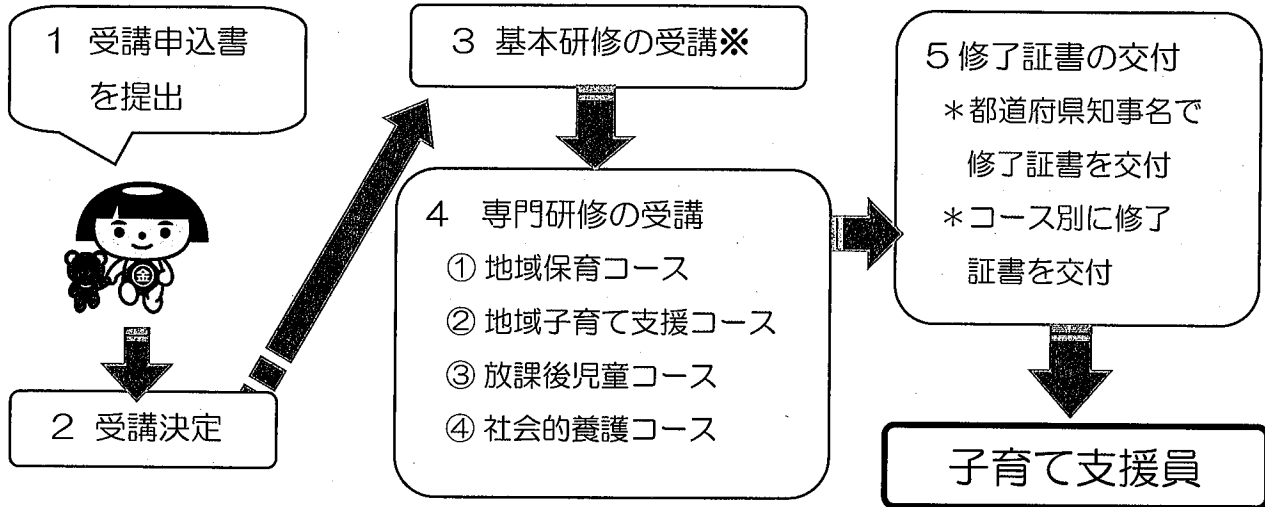 1 受講申込書
を提出
金
2 受講決定
3 基本研修の受講※
4 専門研修の受講
① 地域保育コース
② 地域子育て支援コース
③ 放課後児童コース
④ 社会的養護コース
5 修了証書の交付
＊都道府県知事名で
修了証書を交付
＊コース別に修了
証書を交付
子育て支援員